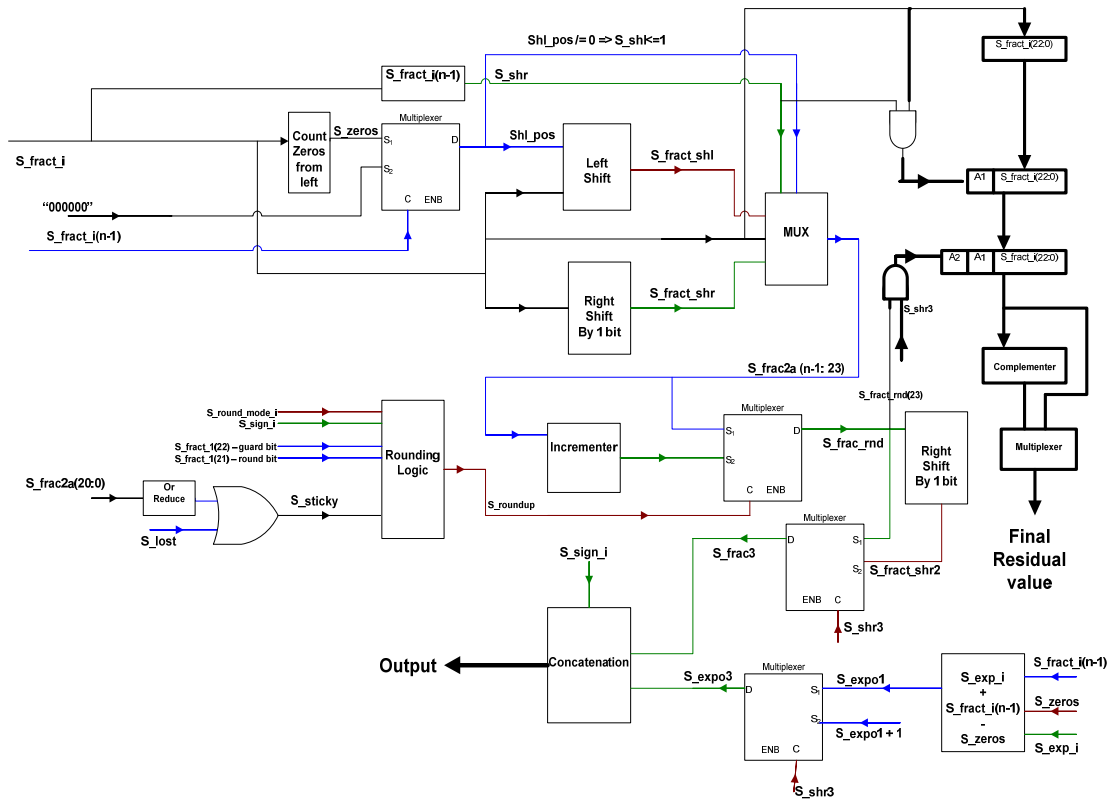 Shl_pos /= 0 => S_shl<=1
S_fract_i(22:0)
S_fract_i(n-1)
S_shr
Multiplexer
S_zeros
Count
Zeros
from
left
S1
D
S2
C ENB
Shl_pos
Left
Shift
S_fract_shl
S_fract_i
"000000"
S_fract_i(n-1)
MUX
A1
S_fract_i(22:0)
A2
A1
S_fract_i(22:0)
Right
Shift
By 1 bit
S_fract_shr
S_shr3
Complementer
S_frac2a (n-1: 23)
S_fract_rnd(23)
Multiplexer
S_round_mode_i
S_sign_i
S_fract_1(22) – guard bit
S_fract_1(21) – round bit
Rounding
Logic
Incrementer
Multiplexer
S1
D
S2
C ENB
S_frac_rnd
Right
Shift
By 1 bit
S_frac2a(20:0)
Or
Reduce
S_sticky
S_lost
S_roundup
Final
Residual
value
Multiplexer
D
S1
S2
ENB C
S_frac3
S_fract_shr2
S_shr3
S_sign_i
Concatenation
Output
Multiplexer
S_expo3
D
S1
S2
ENB C
S_expo1
S_expo1 + 1
S_shr3
S_exp_i
+
S_fract_i(n-1)
-
S_zeros
S_fract_i(n-1)
S_zeros
S_exp_i